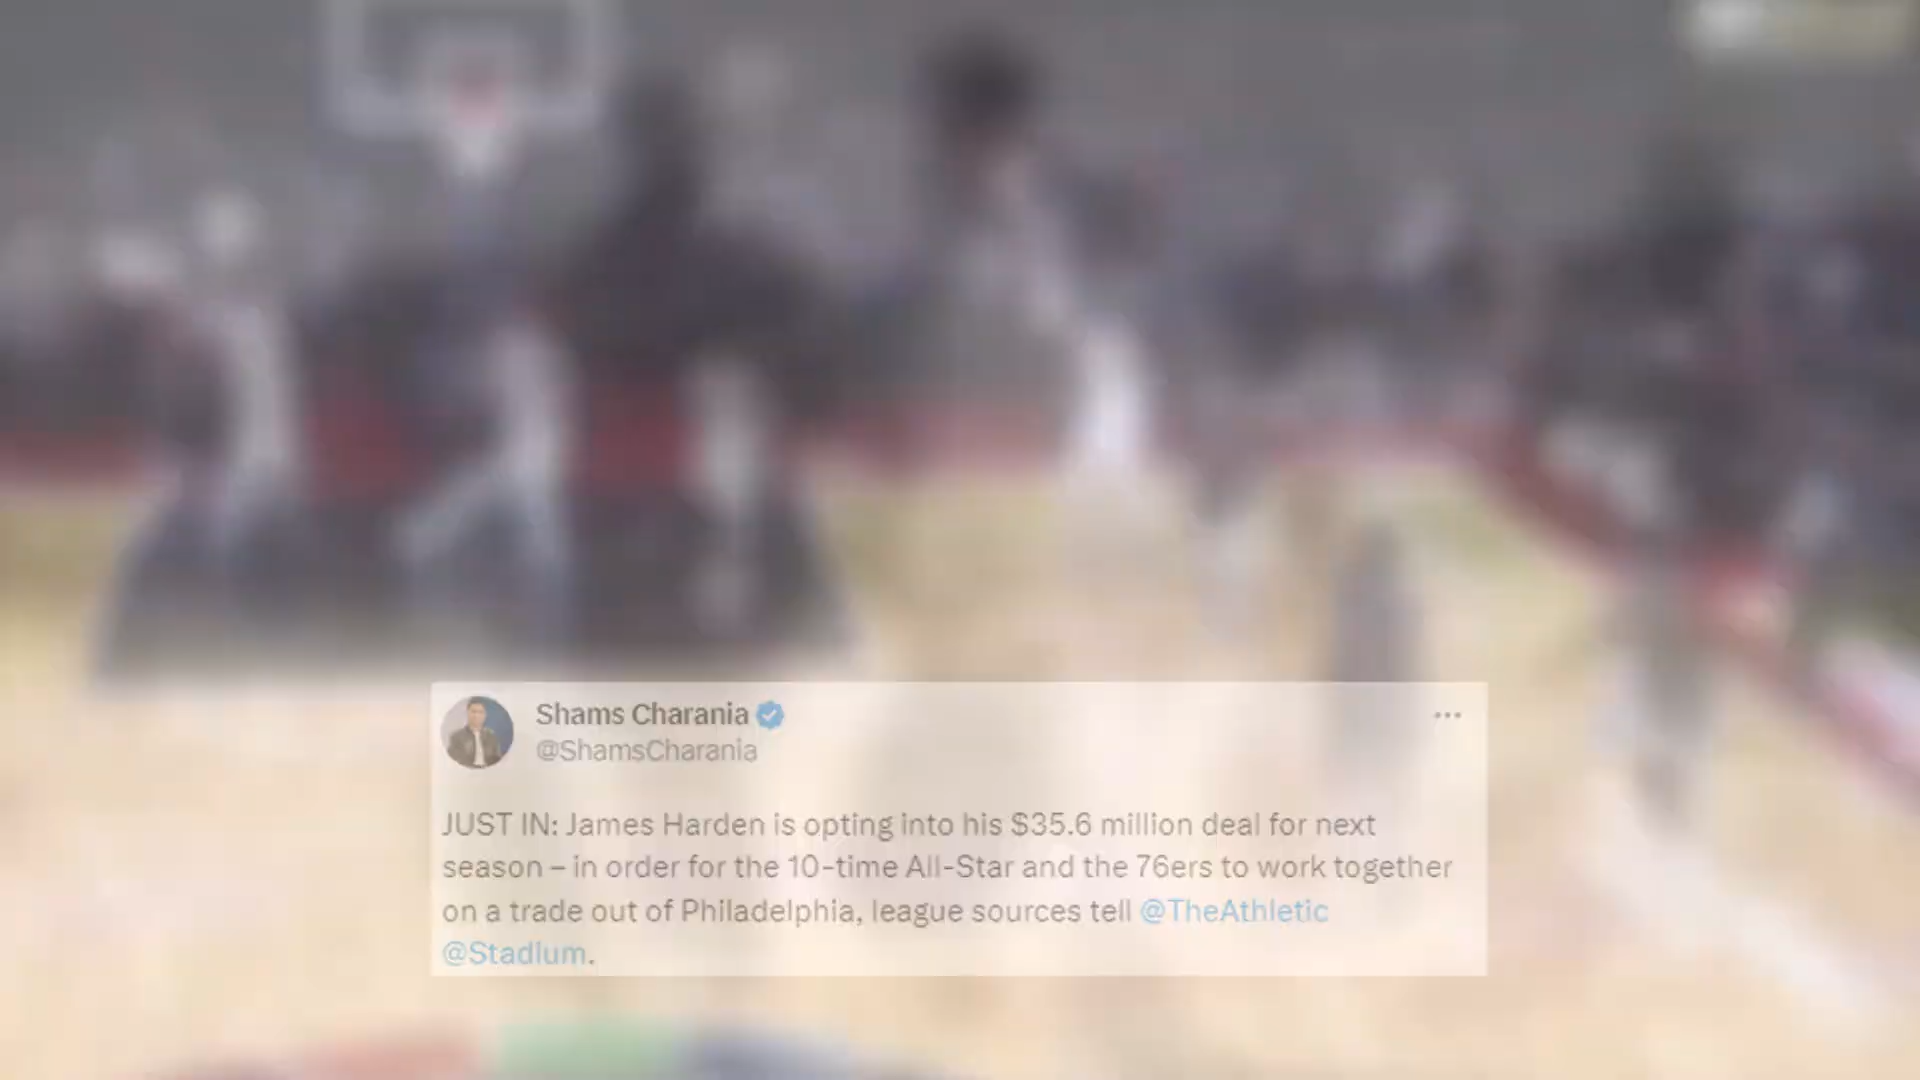 Shams Charania
@ShamsCharania
JUST IN: James Harden is opting into his $35.6 million deal for next
season – in order for the 10-time All-Star and the 76ers to work together
on a trade out of Philadelphia, league sources tell @TheAthletic
@Stadium.